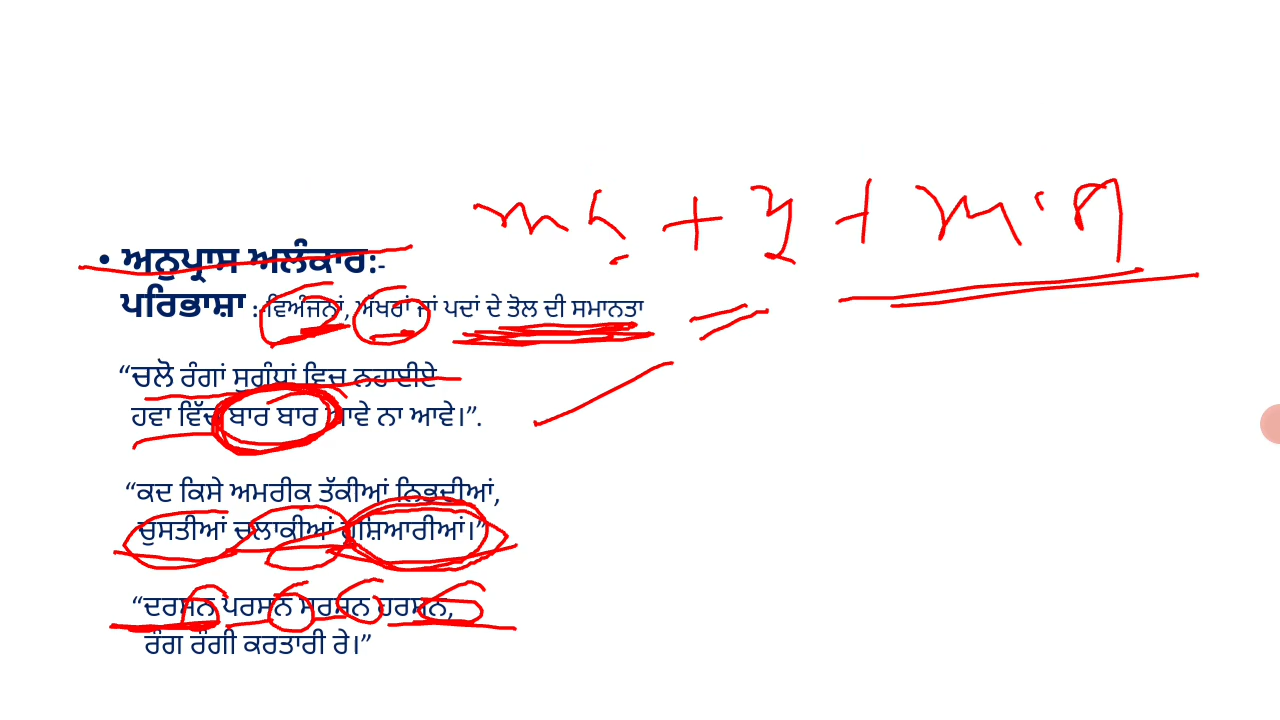 ਅਨੁ + ਪ੍ਰ + ਅਸ
• ਅਨੁਪ੍ਰਾਸ ਅਲੰਕਾਰ:-
ਪਰਿਭਾਸ਼ਾ : ਵਿਅੰਜਨਾਂ, ਅੱਖਰਾਂ ਜਾਂ ਪਦਾਂ ਦੇ ਤੋਲ ਦੀ ਸਮਾਨਤਾ
“ਚਲੋ ਰੰਗਾਂ ਸੁਗੰਧਾਂ ਵਿਚ ਨਹਾਈਏ
ਹਵਾ ਵਿੱਚ ਬਾਰ ਬਾਰ ਆਵੇ ਨਾ ਆਵੇ।”.
“ਕਦ ਕਿਸੇ ਅਮਰੀਕ ਤੱਕੀਆਂ ਨਿਭਦੀਆਂ,
ਚੁਸਤੀਆਂ ਚਲਾਕੀਆਂ ਹੁਸ਼ਿਆਰੀਆਂ।”
“ਦਰਸਨ ਪਰਸਨ ਸਰਸਨ ਹਰਸਨ,
ਰੰਗ ਰੰਗੀ ਕਰਤਾਰੀ ਰੇ।”